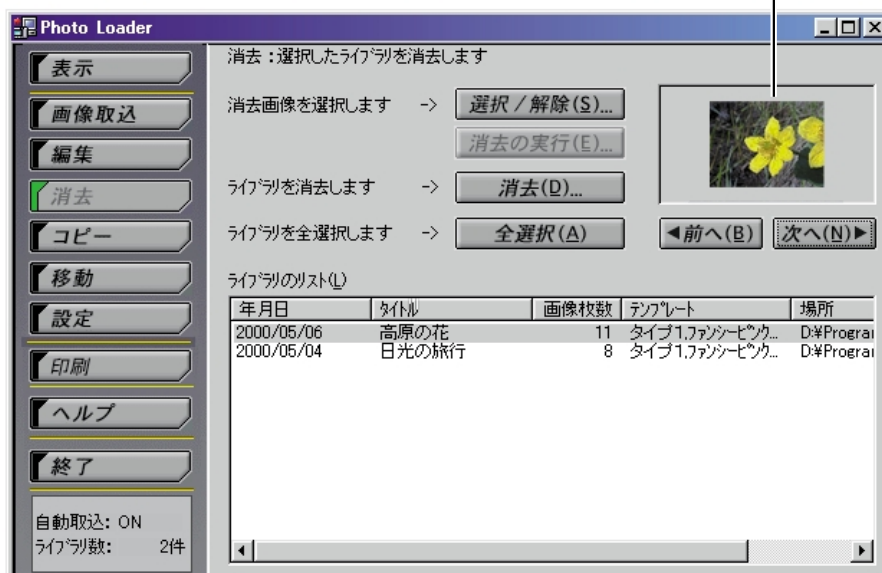 Photo Loader
表示
画像取込
編集
消去
コピー
移動
設定
印刷
ヘルプ
終了
自動取込: ON
ﾗｲﾌﾞﾗﾘ数: 2件
消去：選択したﾗｲﾌﾞﾗﾘを消去します
消去画像を選択します -> 選択／解除(S)...
消去の実行(E)...
ﾗｲﾌﾞﾗﾘを消去します -> 消去(D)...
ﾗｲﾌﾞﾗﾘを全選択します -> 全選択(A)
◀前へ(B) 次へ(N)▶
ﾗｲﾌﾞﾗﾘのﾘｽﾄ(L)
年月日 ﾀｲﾄﾙ 画像枚数 ﾃﾝﾌﾟﾚｰﾄ 場所
2000/05/06 高原の花 11 タイプ1,ﾌｧﾝｼｰﾋﾟﾝｸ... D:¥Progra
2000/05/04 日光の旅行 8 タイプ1,ﾌｧﾝｼｰﾋﾟﾝｸ... D:¥Progra